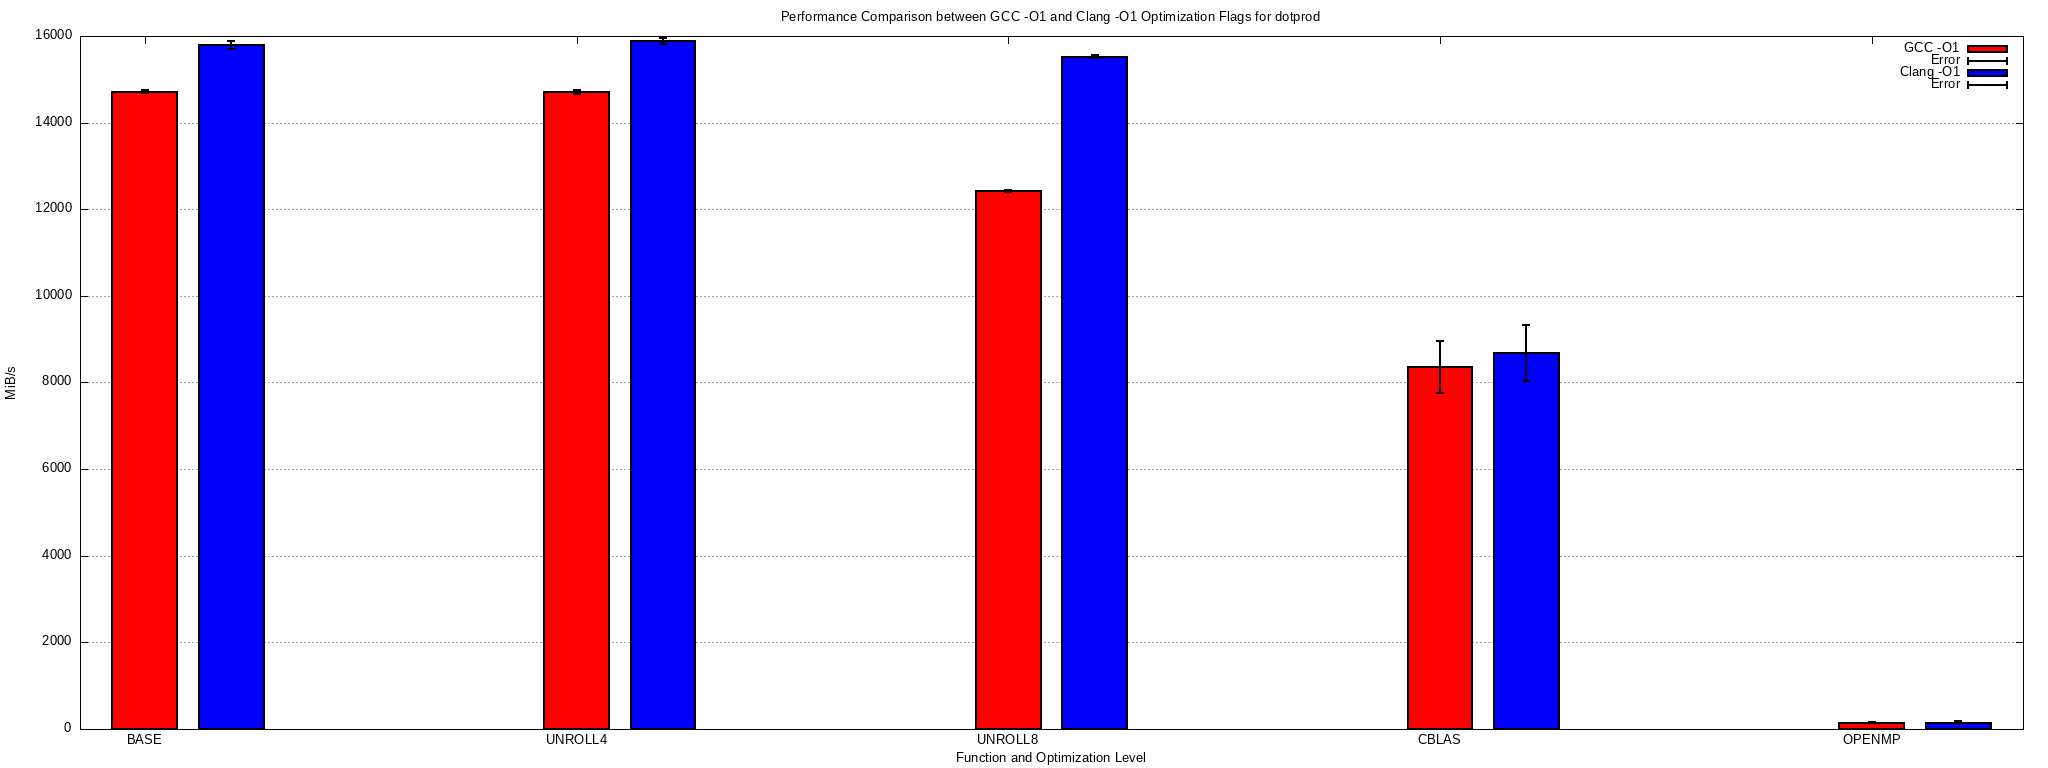 Performance Comparison between GCC -O1 and Clang -O1 Optimization Flags for dotprod
GCC -O1
Error
Clang -O1
Error
MiB/s
16000
14000
12000
10000
8000
6000
4000
2000
0
BASE UNROLL4 UNROLL8 CBLAS OPENMP
Function and Optimization Level